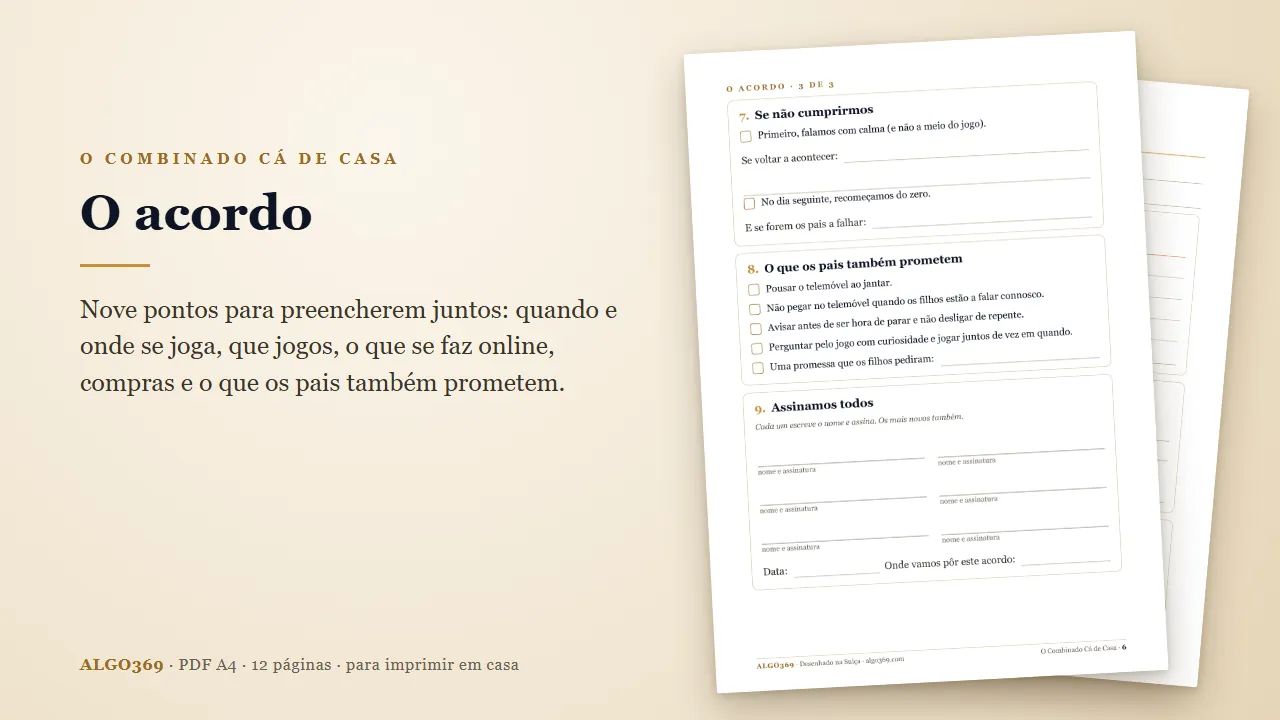 O COMBINADO CÁ DE CASA
O acordo
Nove pontos para preencherem juntos: quando e
onde se joga, que jogos, o que se faz online,
compras e o que os pais também prometem.
ALGO369 · PDF A4 · 12 páginas · para imprimir em casa
O ACORDO · 3 DE 3
7. Se não cumprirmos
Primeiro, falamos com calma (e não a meio do jogo).
Se voltar a acontecer:
No dia seguinte, recomeçamos do zero.
E se forem os pais a falhar:
8. O que os pais também prometem
Pousar o telemóvel ao jantar.
Não pegar no telemóvel quando os filhos estão a falar connosco.
Avisar antes de ser hora de parar e não desligar de repente.
Perguntar pelo jogo com curiosidade e jogar juntos de vez em quando.
Uma promessa que os filhos pediram:
9. Assinamos todos
Cada um escreve o nome e assina. Os mais novos também.
nome e assinatura nome e assinatura
nome e assinatura nome e assinatura
nome e assinatura nome e assinatura
Data: Onde vamos pôr este acordo:
ALGO369 · Desenhado na Suíça · algo369.com O Combinado Cá de Casa · 6